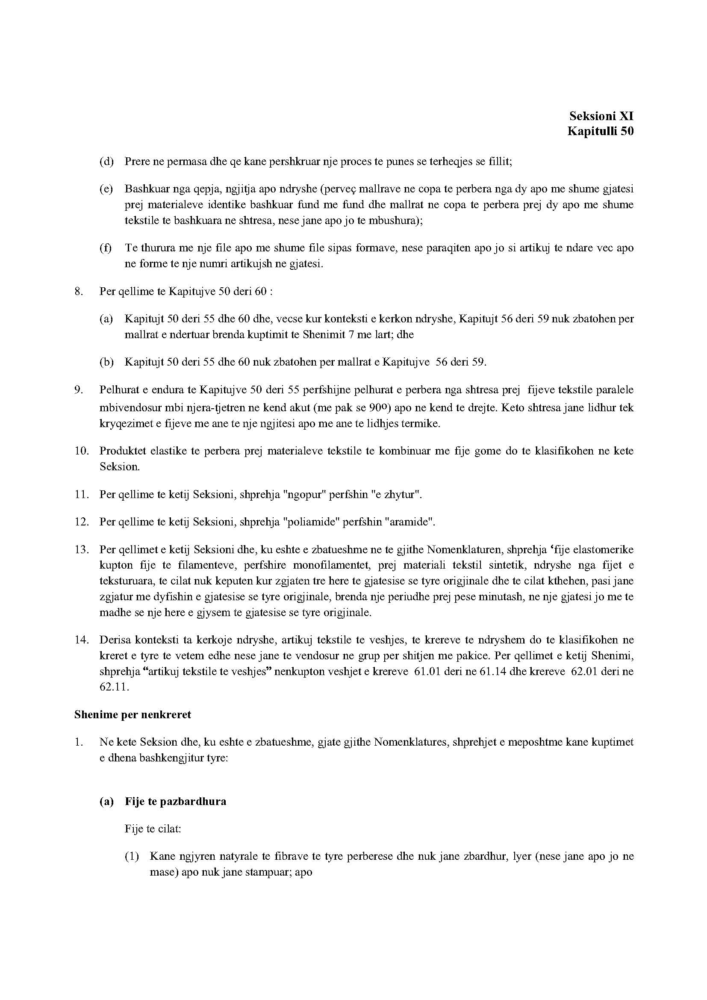 Seksioni XI
Kapitulli 50
(d) Prere ne permasa dhe qe kane pershkruar nje proces te punes se terheqjes se fillit;
(e) Bashkuar nga qepja, ngjitja apo ndryshe (perveç mallrave ne copa te perbera nga dy apo me shume gjatesi
prej materialeve identike bashkuar fund me fund dhe mallrat ne copa te perbera prej dy apo me shume
tekstile te bashkuara ne shtresa, nese jane apo jo te mbushura);
(f) Te thurura me nje file apo me shume file sipas formave, nese paraqiten apo jo si artikuj te ndare vec apo
ne forme te nje numri artikujsh ne gjatesi.
8. Per qellime te Kapitujve 50 deri 60 :
(a) Kapitujt 50 deri 55 dhe 60 dhe, vecse kur konteksti e kerkon ndryshe, Kapitujt 56 deri 59 nuk zbatohen per
mallrat e ndertuar brenda kuptimit te Shenimit 7 me lart; dhe
(b) Kapitujt 50 deri 55 dhe 60 nuk zbatohen per mallrat e Kapitujve 56 deri 59.
9. Pelhurat e endura te Kapitujve 50 deri 55 perfshijne pelhurat e perbera nga shtresa prej fijeve tekstile paralele
mbivendosur mbi njera-tjetren ne kend akut (me pak se 90º) apo ne kend te drejte. Keto shtresa jane lidhur tek
kryqezimet e fijeve me ane te nje ngjitesi apo me ane te lidhjes termike.
10. Produktet elastike te perbera prej materialeve tekstile te kombinuar me fije gome do te klasifikohen ne kete
Seksion.
11. Per qellime te ketij Seksioni, shprehja "ngopur" perfshin "e zhytur".
12. Per qellime te ketij Seksioni, shprehja "poliamide" perfshin "aramide".
13. Per qellimet e ketij Seksioni dhe, ku eshte e zbatueshme ne te gjithe Nomenklaturen, shprehja ‘fije elastomerike
kupton fije te filamenteve, perfshire monofilamentet, prej materiali tekstil sintetik, ndryshe nga fijet e
teksturuara, te cilat nuk keputen kur zgjaten tre here te gjatesise se tyre origjinale dhe te cilat kthehen, pasi jane
zgjatur me dyfishin e gjatesise se tyre origjinale, brenda nje periudhe prej pese minutash, ne nje gjatesi jo me te
madhe se nje here e gjysem te gjatesise se tyre origjinale.
14. Derisa konteksti ta kerkoje ndryshe, artikuj tekstile te veshjes, te krereve te ndryshem do te klasifikohen ne
kreret e tyre te vetem edhe nese jane te vendosur ne grup per shitjen me pakice. Per qellimet e ketij Shenimi,
shprehja “artikuj tekstile te veshjes” nenkupton veshjet e krereve 61.01 deri ne 61.14 dhe krereve 62.01 deri ne
62.11.
Shenime per nenkreret
1. Ne kete Seksion dhe, ku eshte e zbatueshme, gjate gjithe Nomenklatures, shprehjet e meposhtme kane kuptimet
e dhena bashkengjitur tyre:
(a) Fije te pazbardhura
Fije te cilat:
(1) Kane ngjyren natyrale te fibrave te tyre perberese dhe nuk jane zbardhur, lyer (nese jane apo jo ne
mase) apo nuk jane stampuar; apo